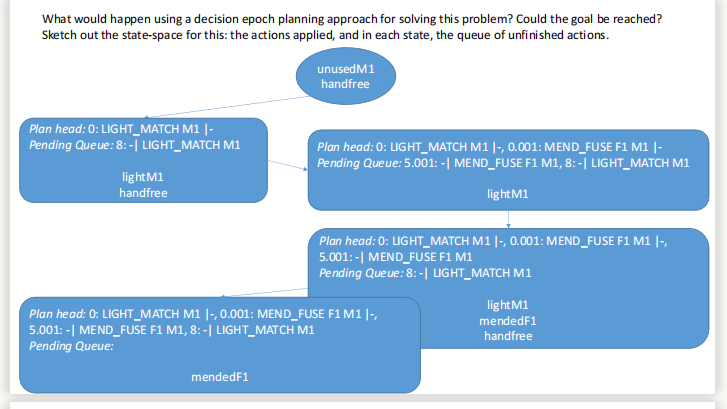 What would happen using a decision epoch planning approach for solving this problem? Could the goal be reached?
Sketch out the state-space for this: the actions applied, and in each state, the queue of unfinished actions.
unusedM1
handfree
Plan head: 0: LIGHT_MATCH M1 |-
Pending Queue: 8: -| LIGHT_MATCH M1
lightM1
handfree
Plan head: 0: LIGHT_MATCH M1 |-, 0.001: MEND_FUSE F1 M1 |-
Pending Queue: 5.001: -| MEND_FUSE F1 M1, 8: -| LIGHT_MATCH M1
lightM1
Plan head: 0: LIGHT_MATCH M1 |-, 0.001: MEND_FUSE F1 M1 |-,
5.001: -| MEND_FUSE F1 M1
Pending Queue: 8: -| LIGHT_MATCH M1
lightM1
mendedF1
handfree
Plan head: 0: LIGHT_MATCH M1 |-, 0.001: MEND_FUSE F1 M1 |-,
5.001: -| MEND_FUSE F1 M1, 8: -| LIGHT_MATCH M1
Pending Queue:
mendedF1